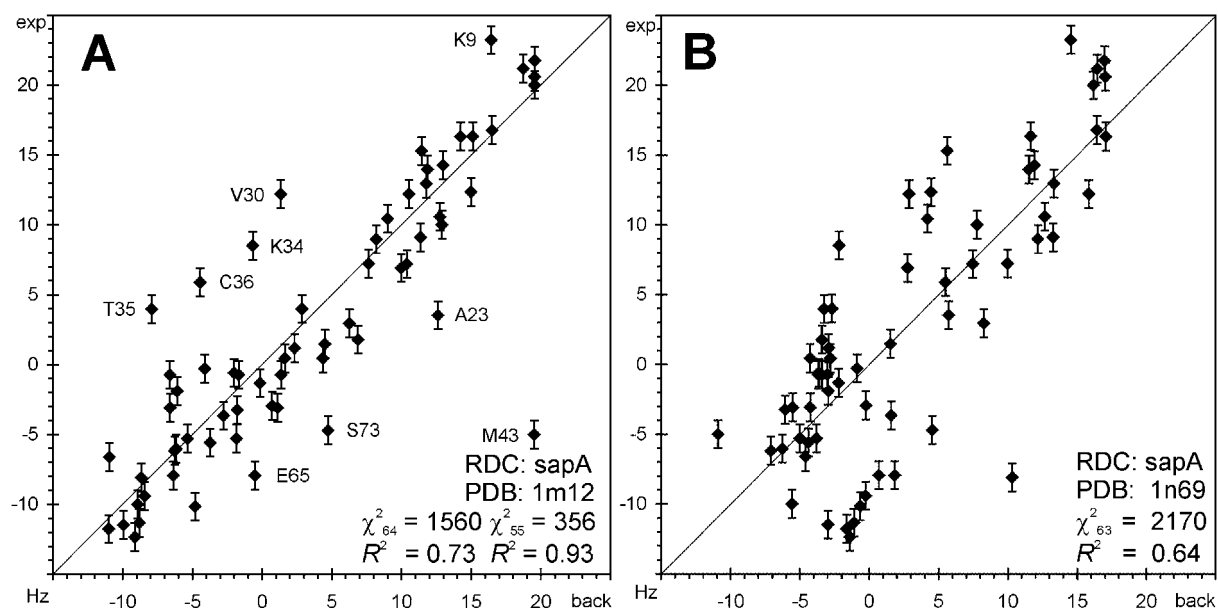 exp. A
20
15
10
5
0
-5
-10
Hz -10 -5 0 5 10 15 20 back
K9
V30
K34
C36
T35
A23
S73
M43
E65
RDC: sapA
PDB: 1m12
χ²₆₄ = 1560 χ²₅₅ = 356
R² = 0.73 R² = 0.93
exp. B
20
15
10
5
0
-5
-10
Hz -10 -5 0 5 10 15 20 back
RDC: sapA
PDB: 1n69
χ²₆₃ = 2170
R² = 0.64